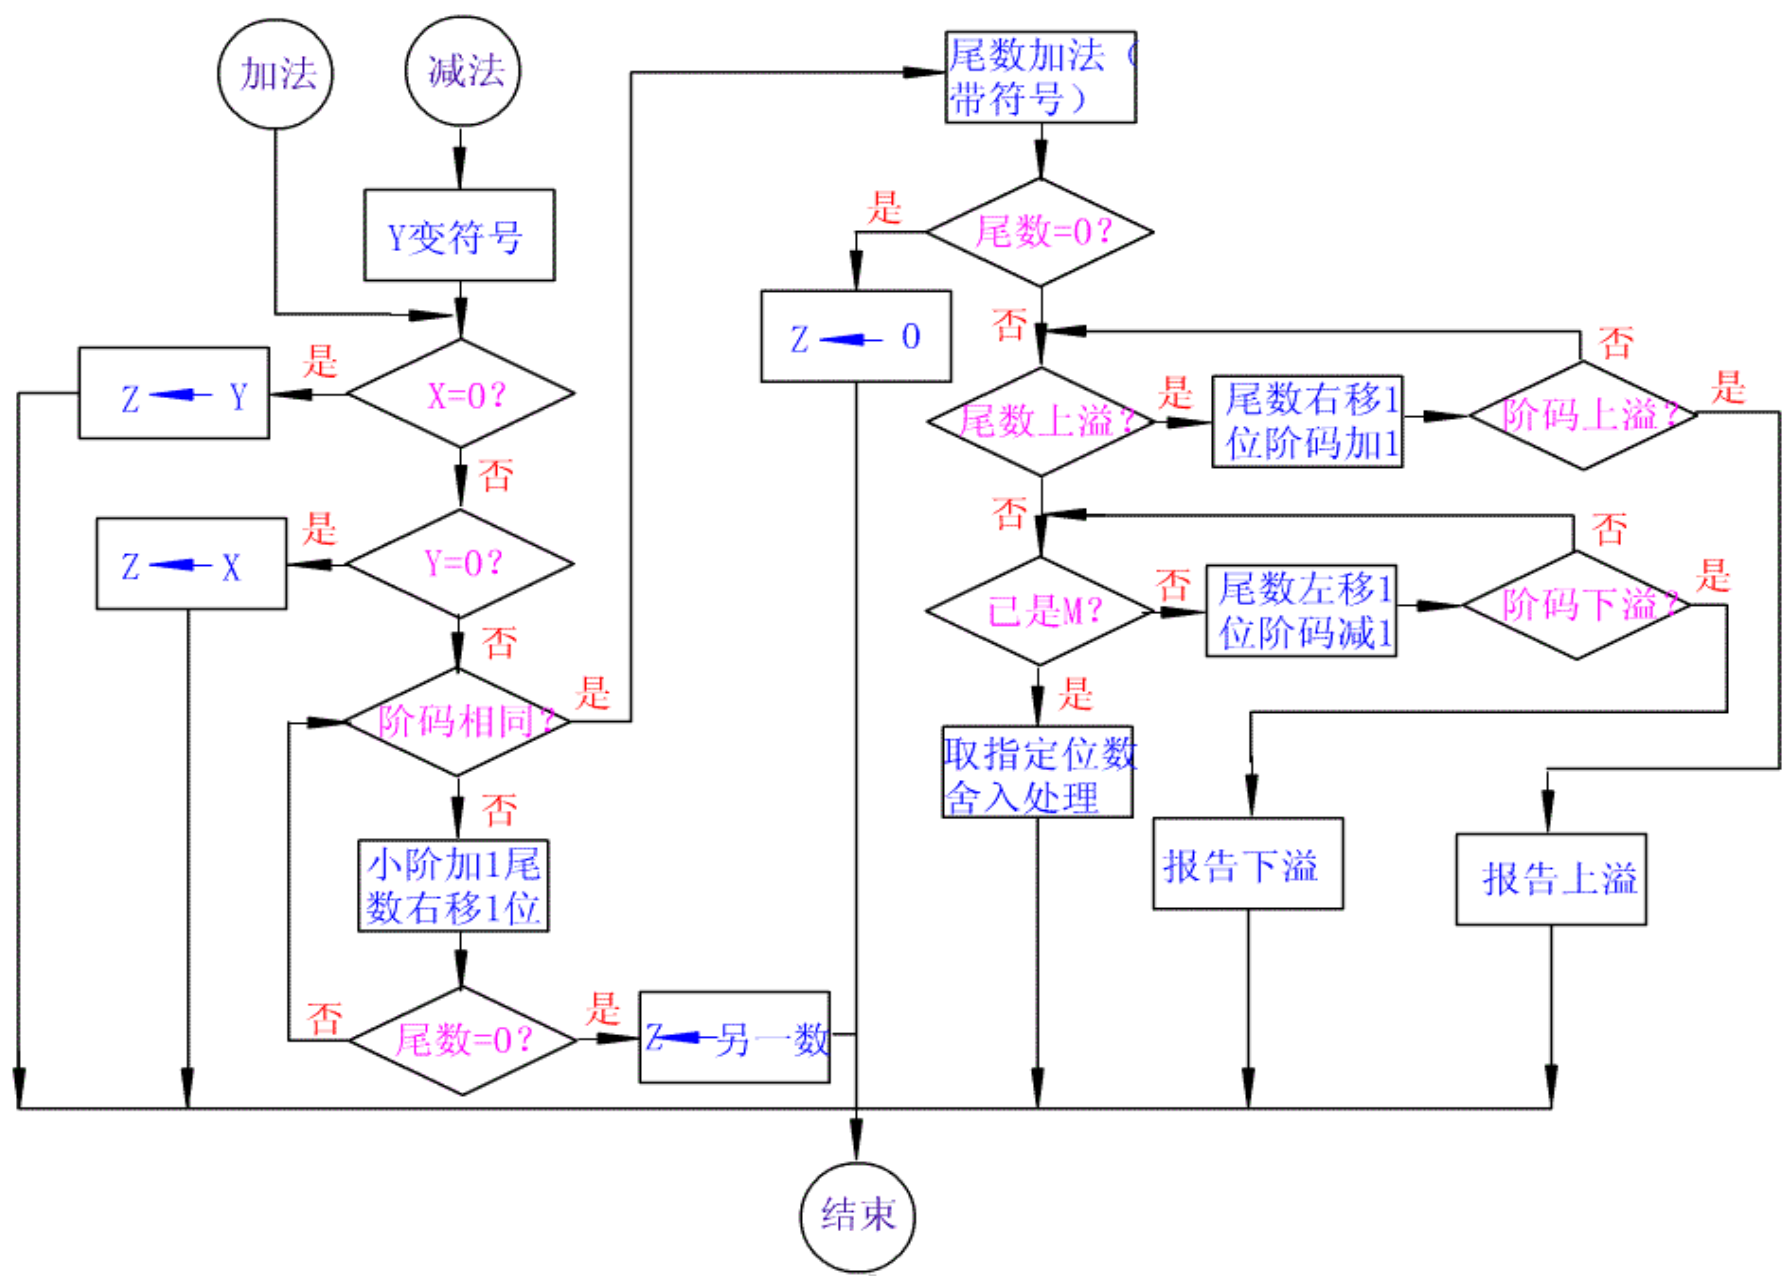 加法
减法
Y变符号
X=0?
是
Z ← Y
否
Y=0?
是
Z ← X
否
阶码相同?
是
否
小阶加1尾
数右移1位
尾数=0?
否
是
Z←另一数
尾数加法（
带符号）
尾数=0?
是
Z ← 0
否
尾数上溢?
是
尾数右移1
位阶码加1
阶码上溢?
否
是
否
已是M?
否
尾数左移1
位阶码减1
阶码下溢?
否
是
是
取指定位数
舍入处理
报告下溢
报告上溢
结束